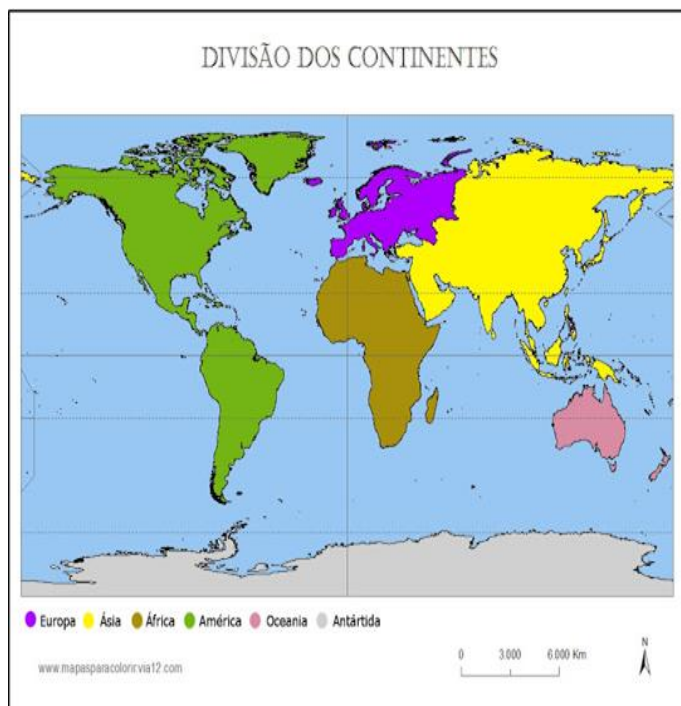 DIVISÃO DOS CONTINENTES
Europa Ásia África América Oceania Antártida
www.mapasparacolorir.via12.com
0 3.000 6.000 Km
N